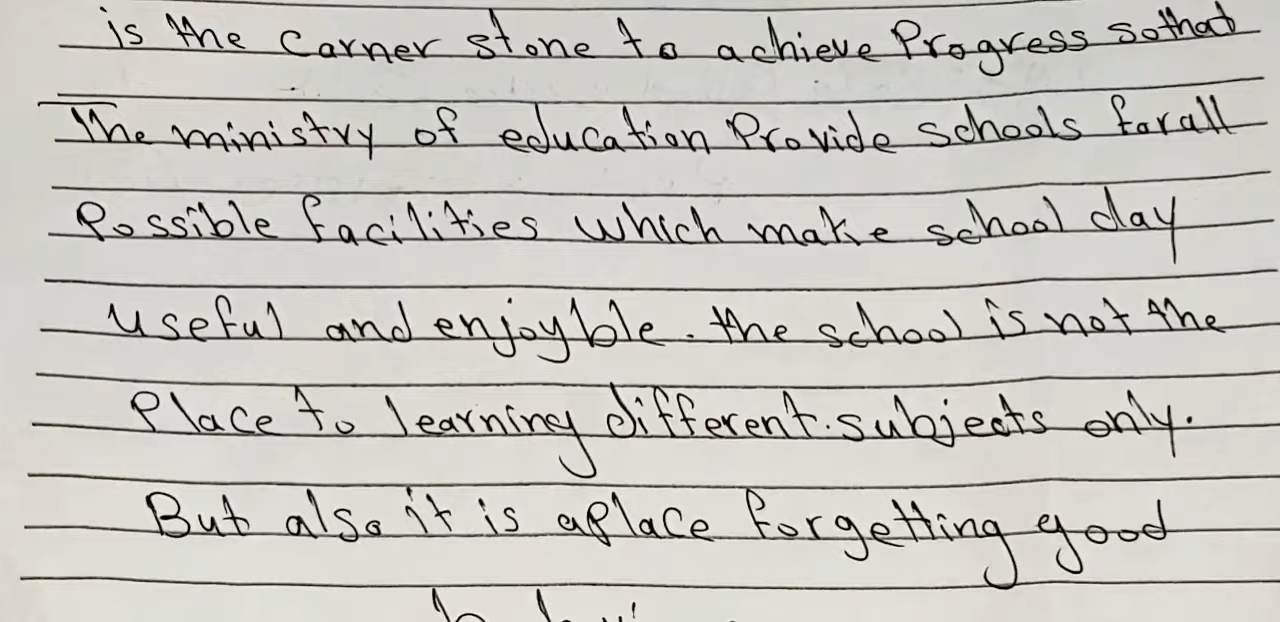 is the carner stone to achieve Progress sothat
The ministry of education Provide schools for all
Possible facilities which make school day
useful and enjoyble. the school is not the
Place to learning different. subjects only.
But also it is aplace forgetting good